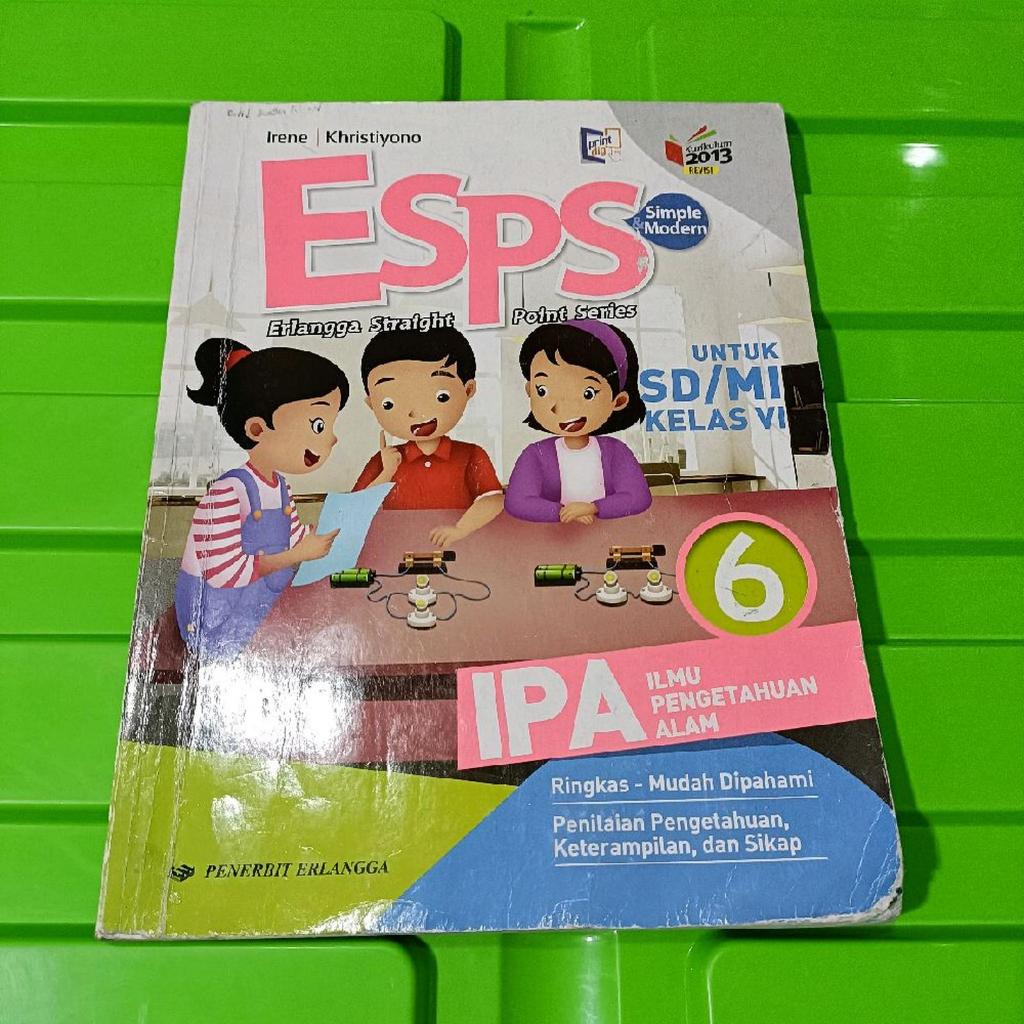 Irene | Khristiyono
print
Kurikulum
2013
REVISI
ESPS
Simple
& Modern
Erlangga Straight Point Series
UNTUK
SD/MI
KELAS VI
6
IPA
ILMU
PENGETAHUAN
ALAM
Ringkas - Mudah Dipahami
Penilaian Pengetahuan,
Keterampilan, dan Sikap
PENERBIT ERLANGGA